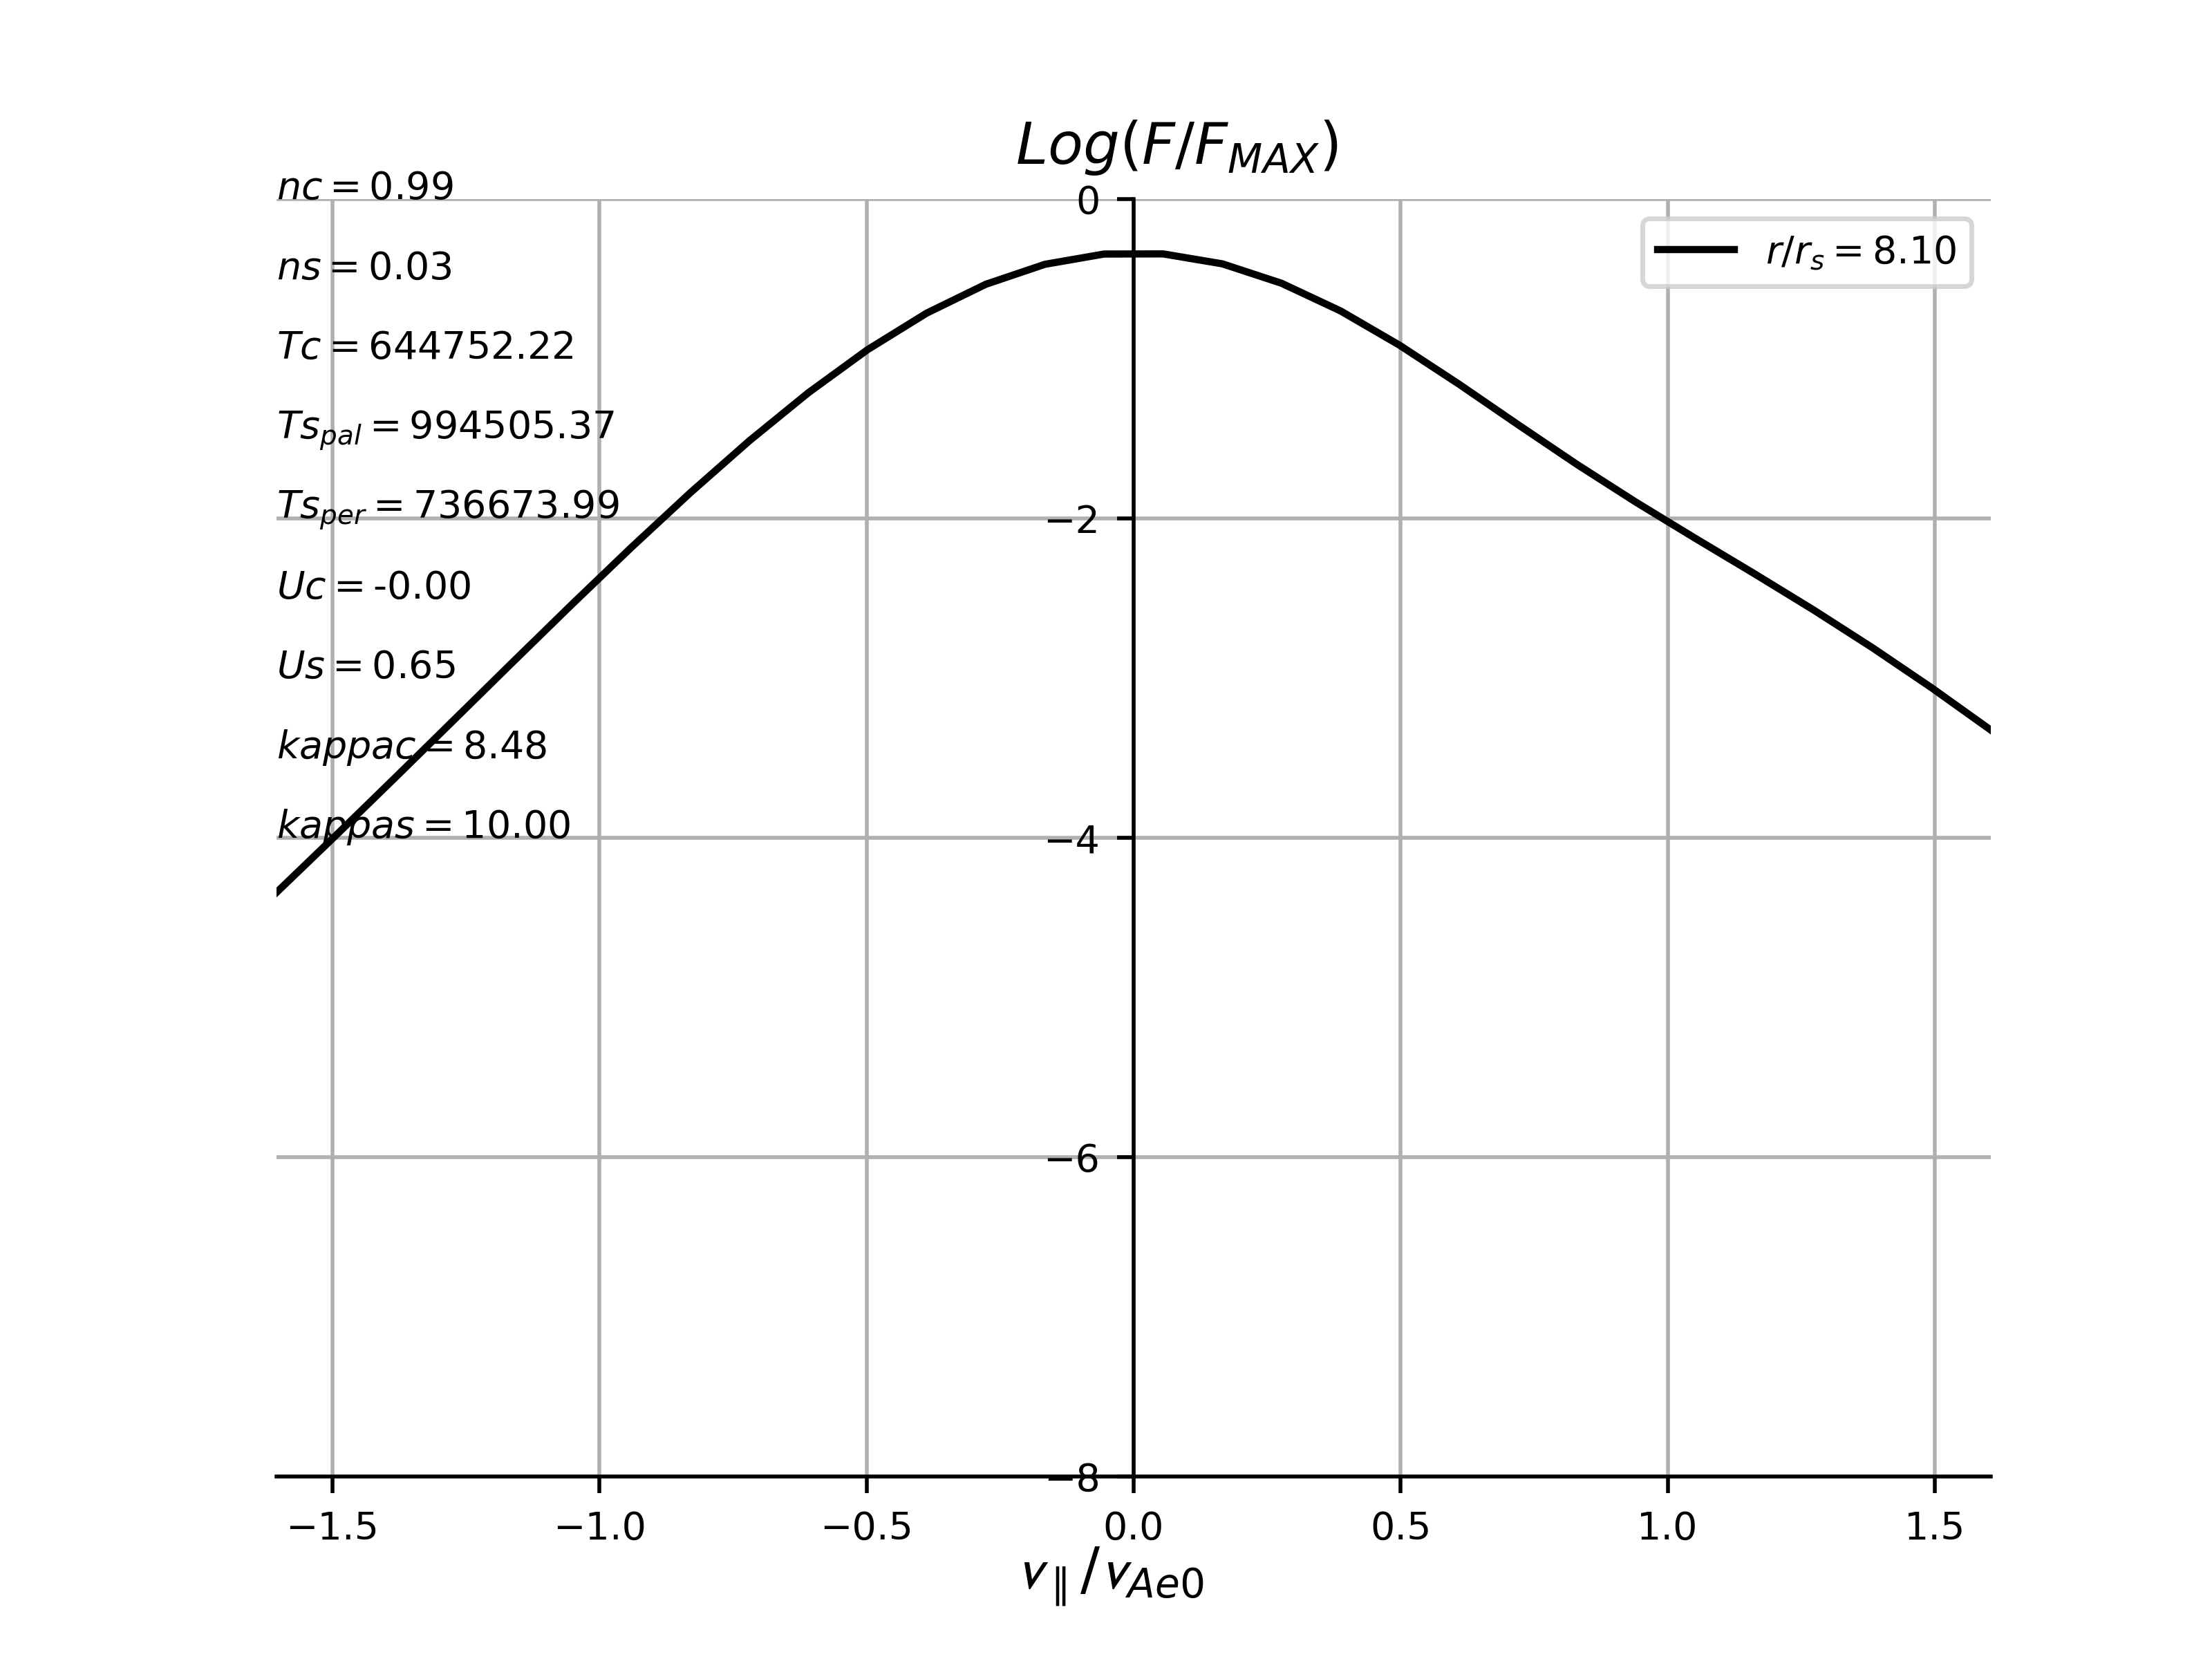 Log(F/F_MAX)
nc = 0.99
0
r/r_s = 8.10
ns = 0.03
Tc = 644752.22
Ts_pal = 994505.37
Ts_per = 736673.99
−2
Uc = -0.00
Us = 0.65
kappac = 8.48
kappas = 10.00
−4
−6
−8
−1.5 −1.0 −0.5 0.0 0.5 1.0 1.5
v_∥/v_Ae0